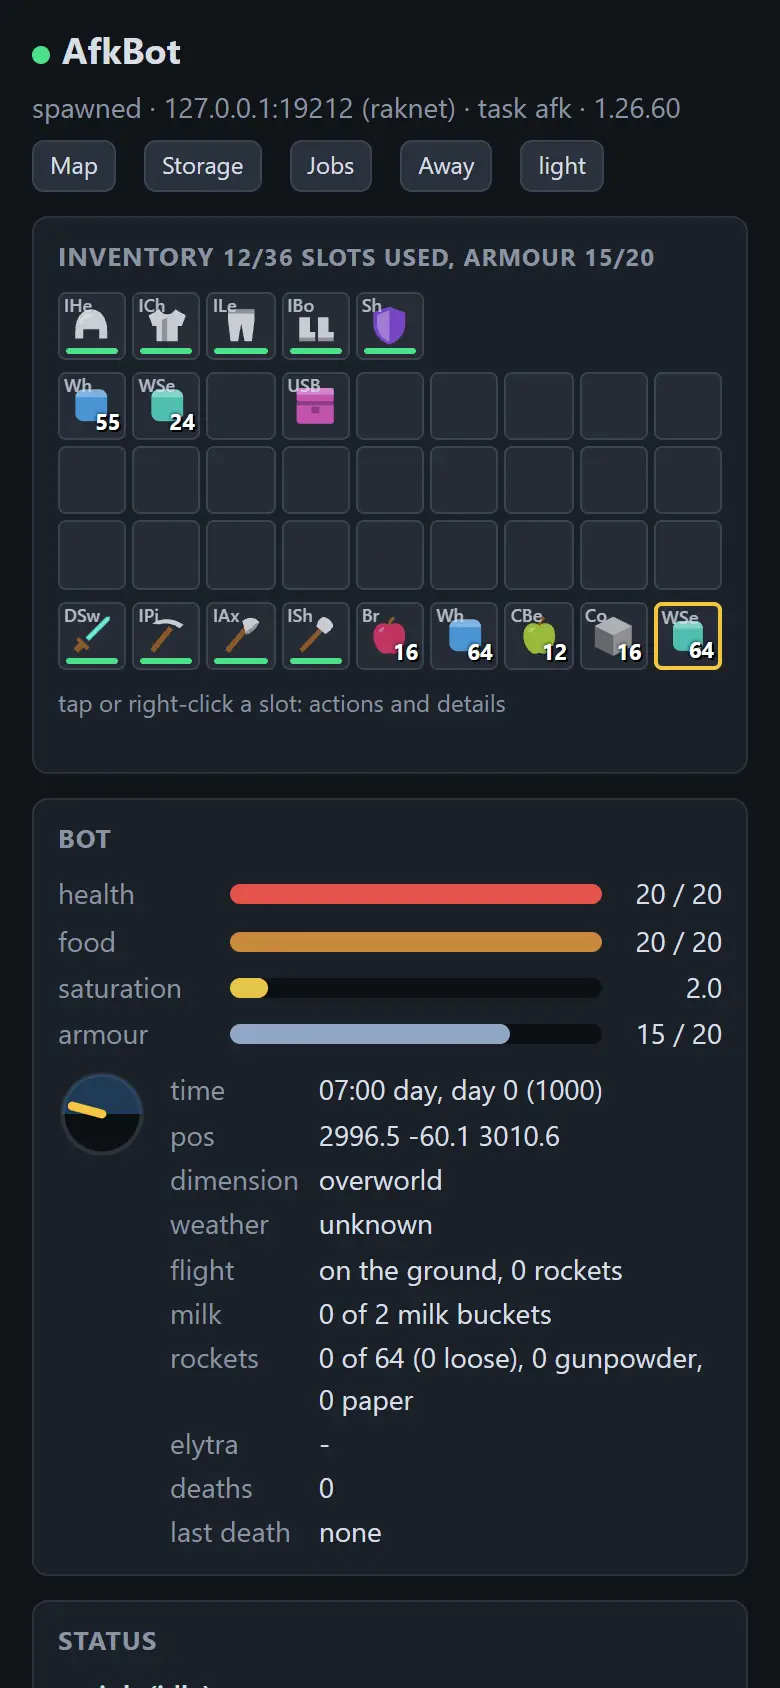 AfkBot
spawned · 127.0.0.1:19212 (raknet) · task afk · 1.26.60
Map Storage Jobs Away light
INVENTORY 12/36 SLOTS USED, ARMOUR 15/20
IHe ICh ILe IBo Sh
Wh 55 WSe 24 USB
DSw IPi IAx ISh Br 16 Wh 64 CBe 12 Co 16 WSe 64
tap or right-click a slot: actions and details
BOT
health 20 / 20
food 20 / 20
saturation 2.0
armour 15 / 20
time 07:00 day, day 0 (1000)
pos 2996.5 -60.1 3010.6
dimension overworld
weather unknown
flight on the ground, 0 rockets
milk 0 of 2 milk buckets
rockets 0 of 64 (0 loose), 0 gunpowder,
0 paper
elytra -
deaths 0
last death none
STATUS